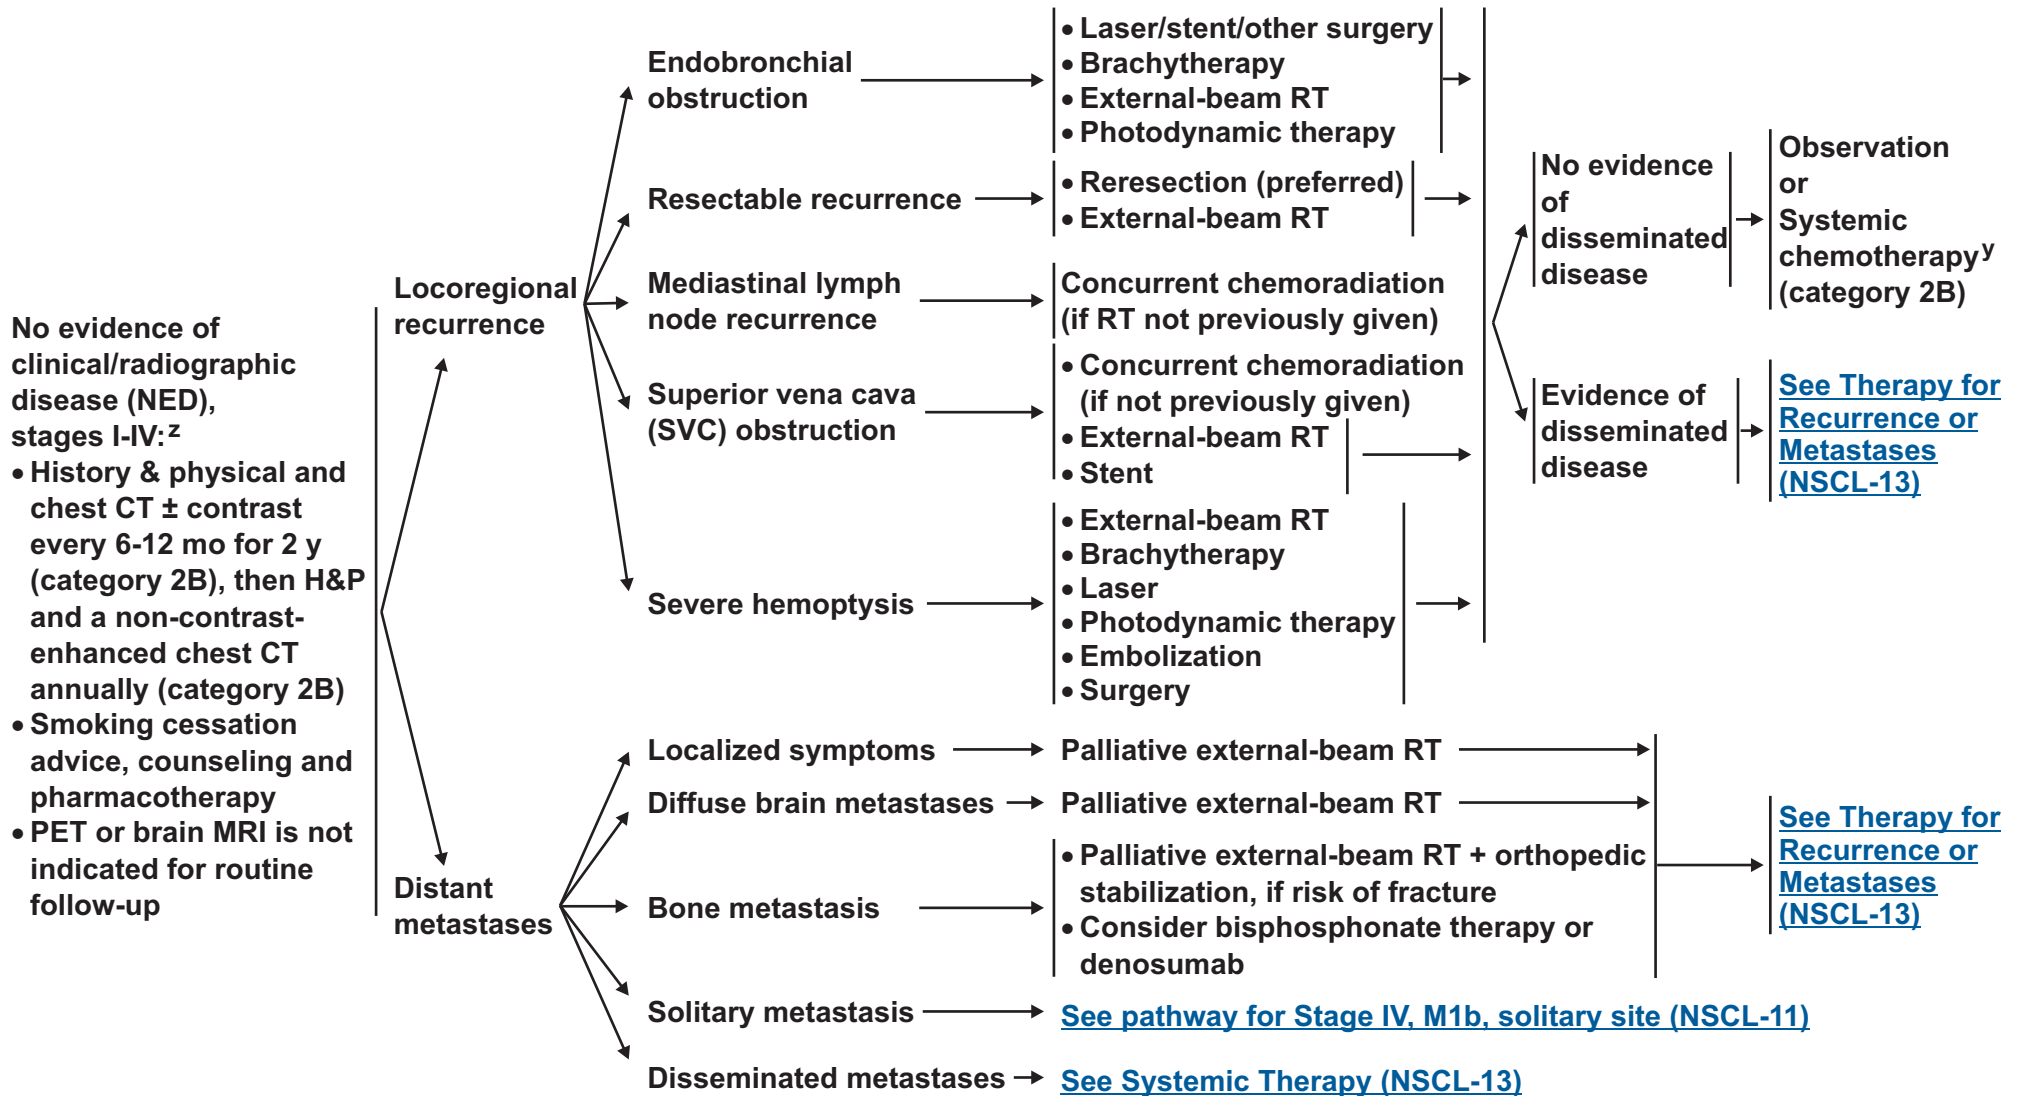 No evidence of
clinical/radiographic
disease (NED),
stages I-IV:z
• History & physical and
chest CT ± contrast
every 6-12 mo for 2 y
(category 2B), then H&P
and a non-contrast-
enhanced chest CT
annually (category 2B)
• Smoking cessation
advice, counseling and
pharmacotherapy
• PET or brain MRI is not
indicated for routine
follow-up
Locoregional
recurrence
Endobronchial
obstruction
• Laser/stent/other surgery
• Brachytherapy
• External-beam RT
• Photodynamic therapy
Resectable recurrence
• Reresection (preferred)
• External-beam RT
Mediastinal lymph
node recurrence
Concurrent chemoradiation
(if RT not previously given)
Superior vena cava
(SVC) obstruction
• Concurrent chemoradiation
(if not previously given)
• External-beam RT
• Stent
Severe hemoptysis
• External-beam RT
• Brachytherapy
• Laser
• Photodynamic therapy
• Embolization
• Surgery
No evidence
of
disseminated
disease
Observation
or
Systemic
chemotherapyy
(category 2B)
Evidence of
disseminated
disease
See Therapy for
Recurrence or
Metastases
(NSCL-13)
Distant
metastases
Localized symptoms
Palliative external-beam RT
Diffuse brain metastases
Palliative external-beam RT
Bone metastasis
• Palliative external-beam RT + orthopedic
stabilization, if risk of fracture
• Consider bisphosphonate therapy or
denosumab
See Therapy for
Recurrence or
Metastases
(NSCL-13)
Solitary metastasis
See pathway for Stage IV, M1b, solitary site (NSCL-11)
Disseminated metastases
See Systemic Therapy (NSCL-13)